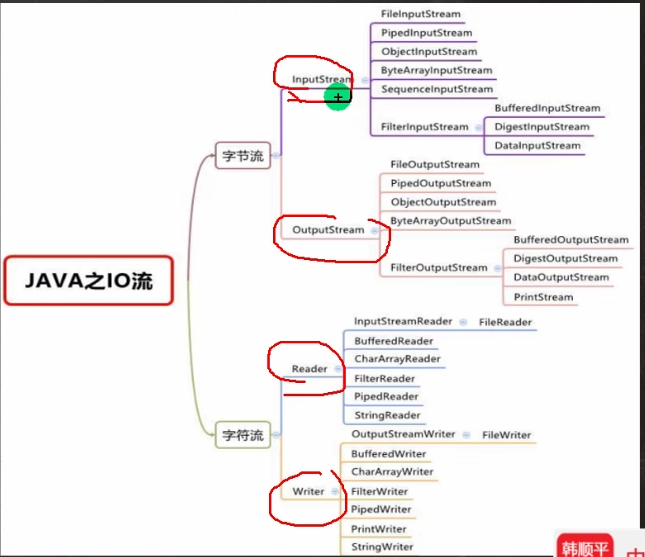 JAVA之IO流
字节流
InputStream
FileInputStream
PipedInputStream
ObjectInputStream
ByteArrayInputStream
SequenceInputStream
FilterInputStream
BufferedInputStream
DigestInputStream
DataInputStream
OutputStream
FileOutputStream
PipedOutputStream
ObjectOutputStream
ByteArrayOutputStream
FilterOutputStream
BufferedOutputStream
DigestOutputStream
DataOutputStream
PrintStream
字符流
Reader
InputStreamReader FileReader
BufferedReader
CharArrayReader
FilterReader
PipedReader
StringReader
Writer
OutputStreamWriter FileWriter
BufferedWriter
CharArrayWriter
FilterWriter
PipedWriter
PrintWriter
StringWriter
韩顺平